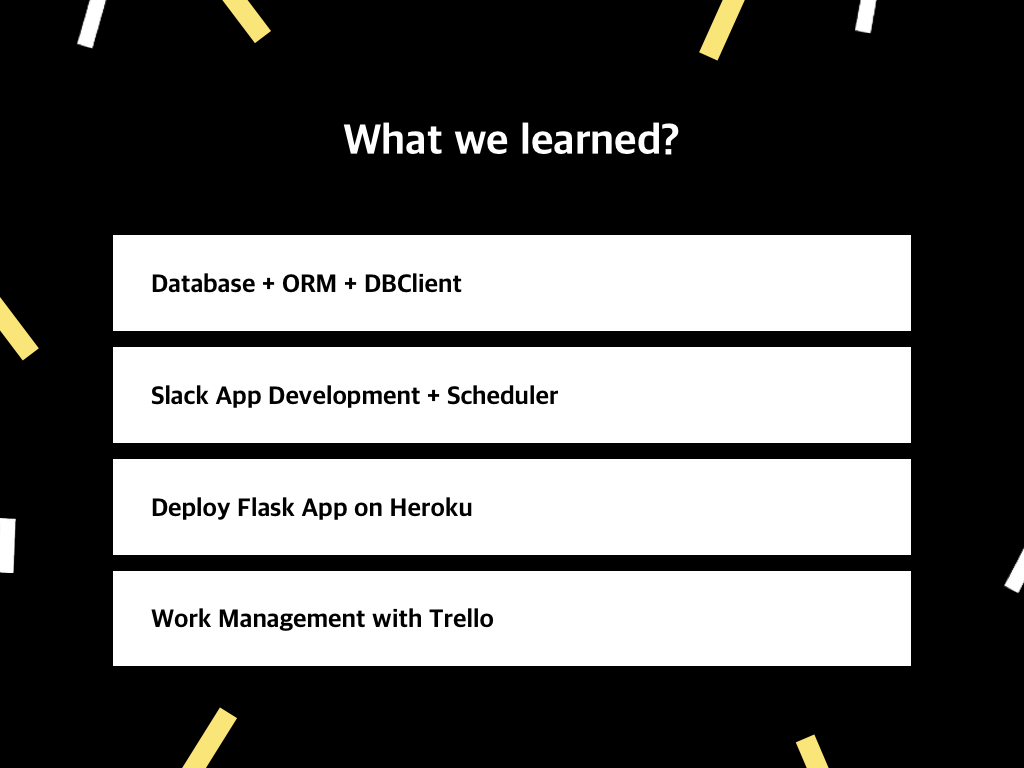 What we learned?
Database + ORM + DBClient
Slack App Development + Scheduler
Deploy Flask App on Heroku
Work Management with Trello